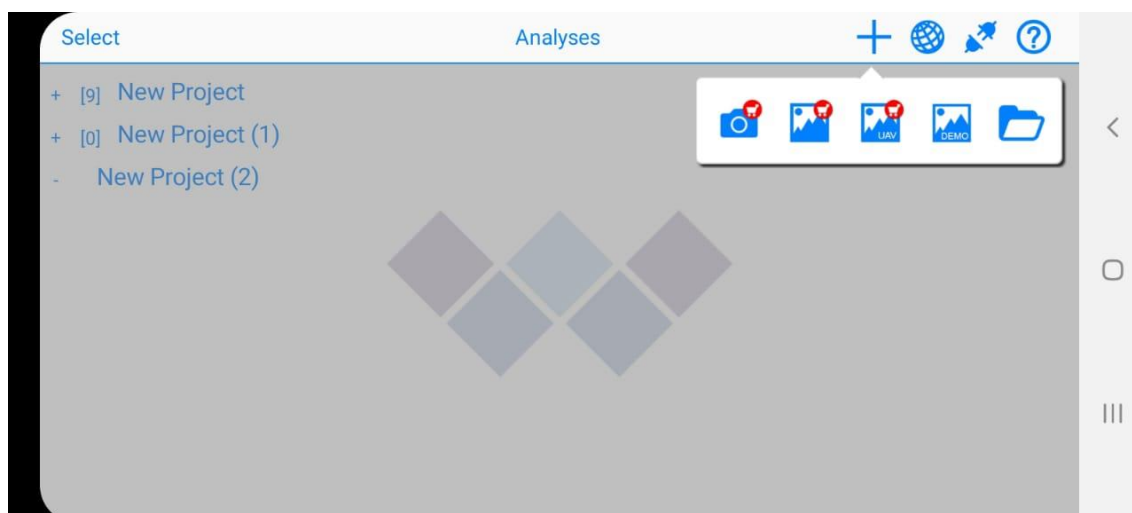 Select Analyses
+ [9] New Project
+ [0] New Project (1)
- New Project (2)
UAV
DEMO